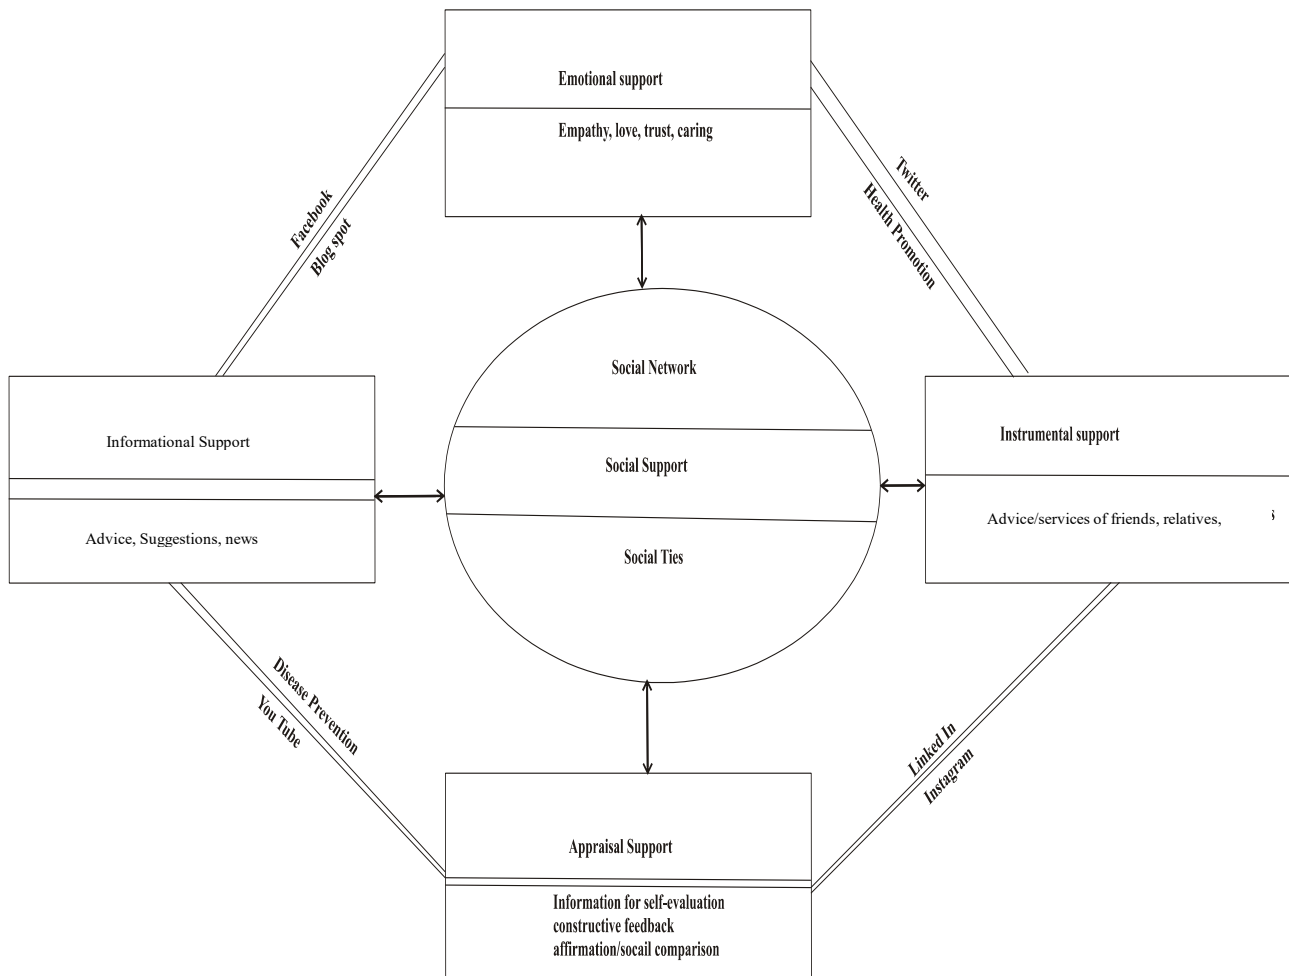 Emotional support
Empathy, love, trust, caring
Facebook
Blog spot
Twitter
Health Promotion
Social Network
Social Support
Social Ties
Informational Support
Advice, Suggestions, news
Instrumental support
Advice/services of friends, relatives,
Disease Prevention
You Tube
Linked In
Instagram
Appraisal Support
Information for self-evaluation
constructive feedback
affirmation/socail comparison